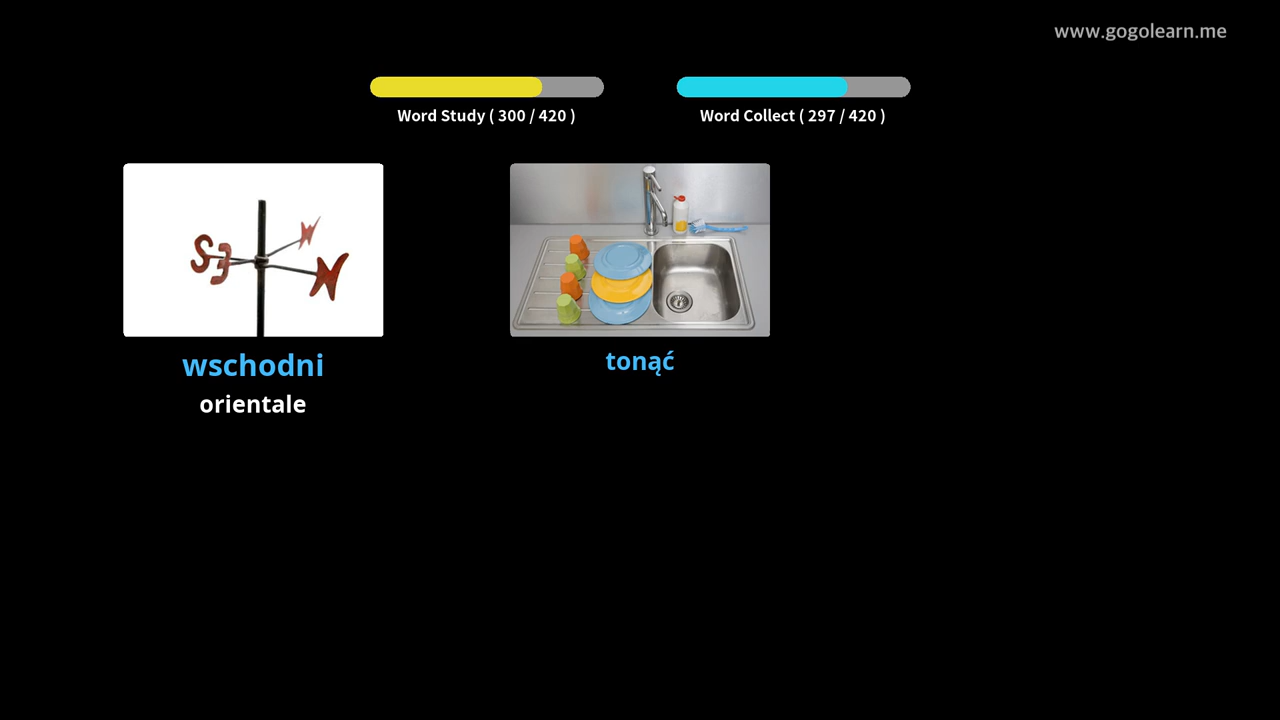 www.gogolearn.me
Word Study ( 300 / 420 )
Word Collect ( 297 / 420 )
S
E
N
wschodni
orientale
tonąć